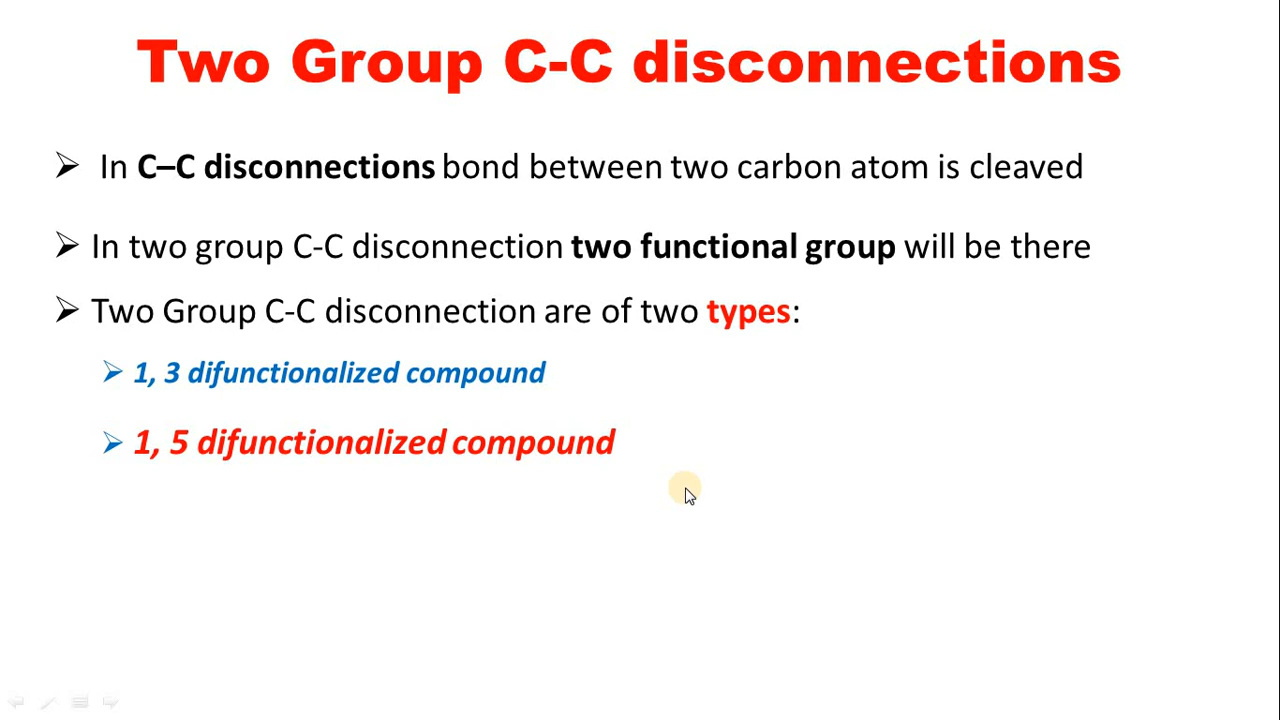 Two Group C-C disconnections
In C–C disconnections bond between two carbon atom is cleaved
In two group C-C disconnection two functional group will be there
Two Group C-C disconnection are of two types:
1, 3 difunctionalized compound
1, 5 difunctionalized compound